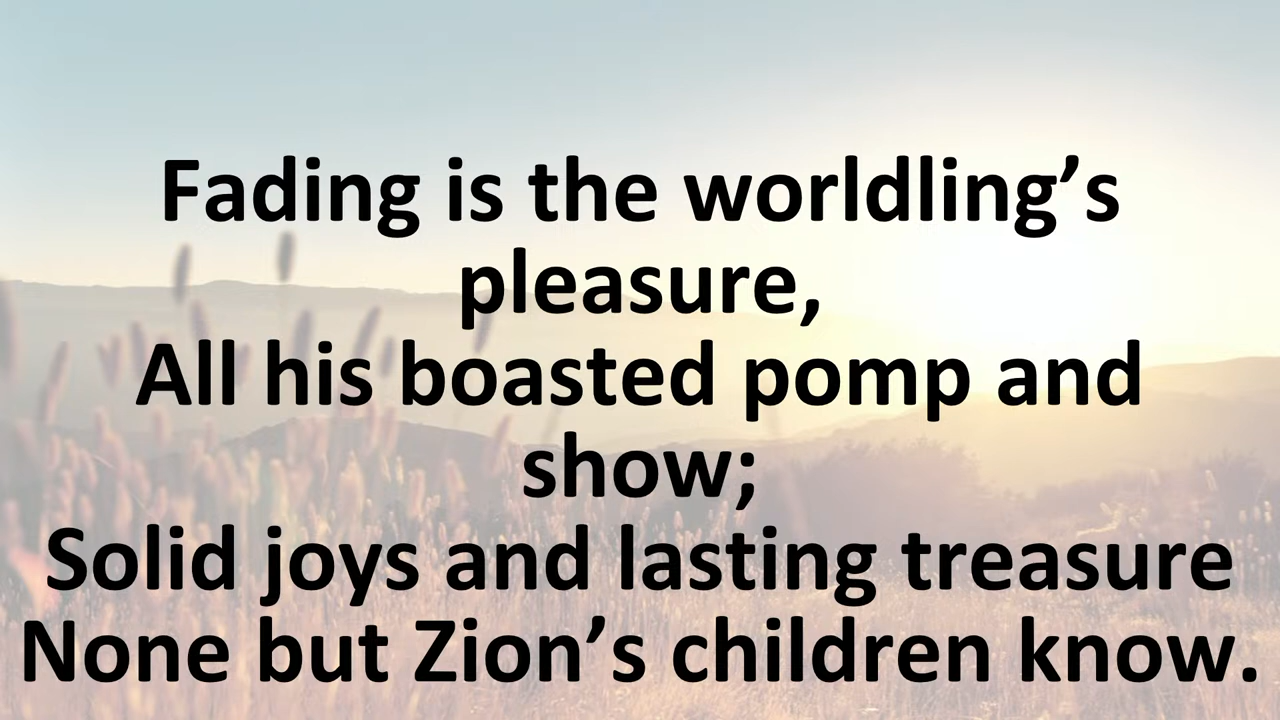 Fading is the worldling’s
pleasure,
All his boasted pomp and
show;
Solid joys and lasting treasure
None but Zion’s children know.